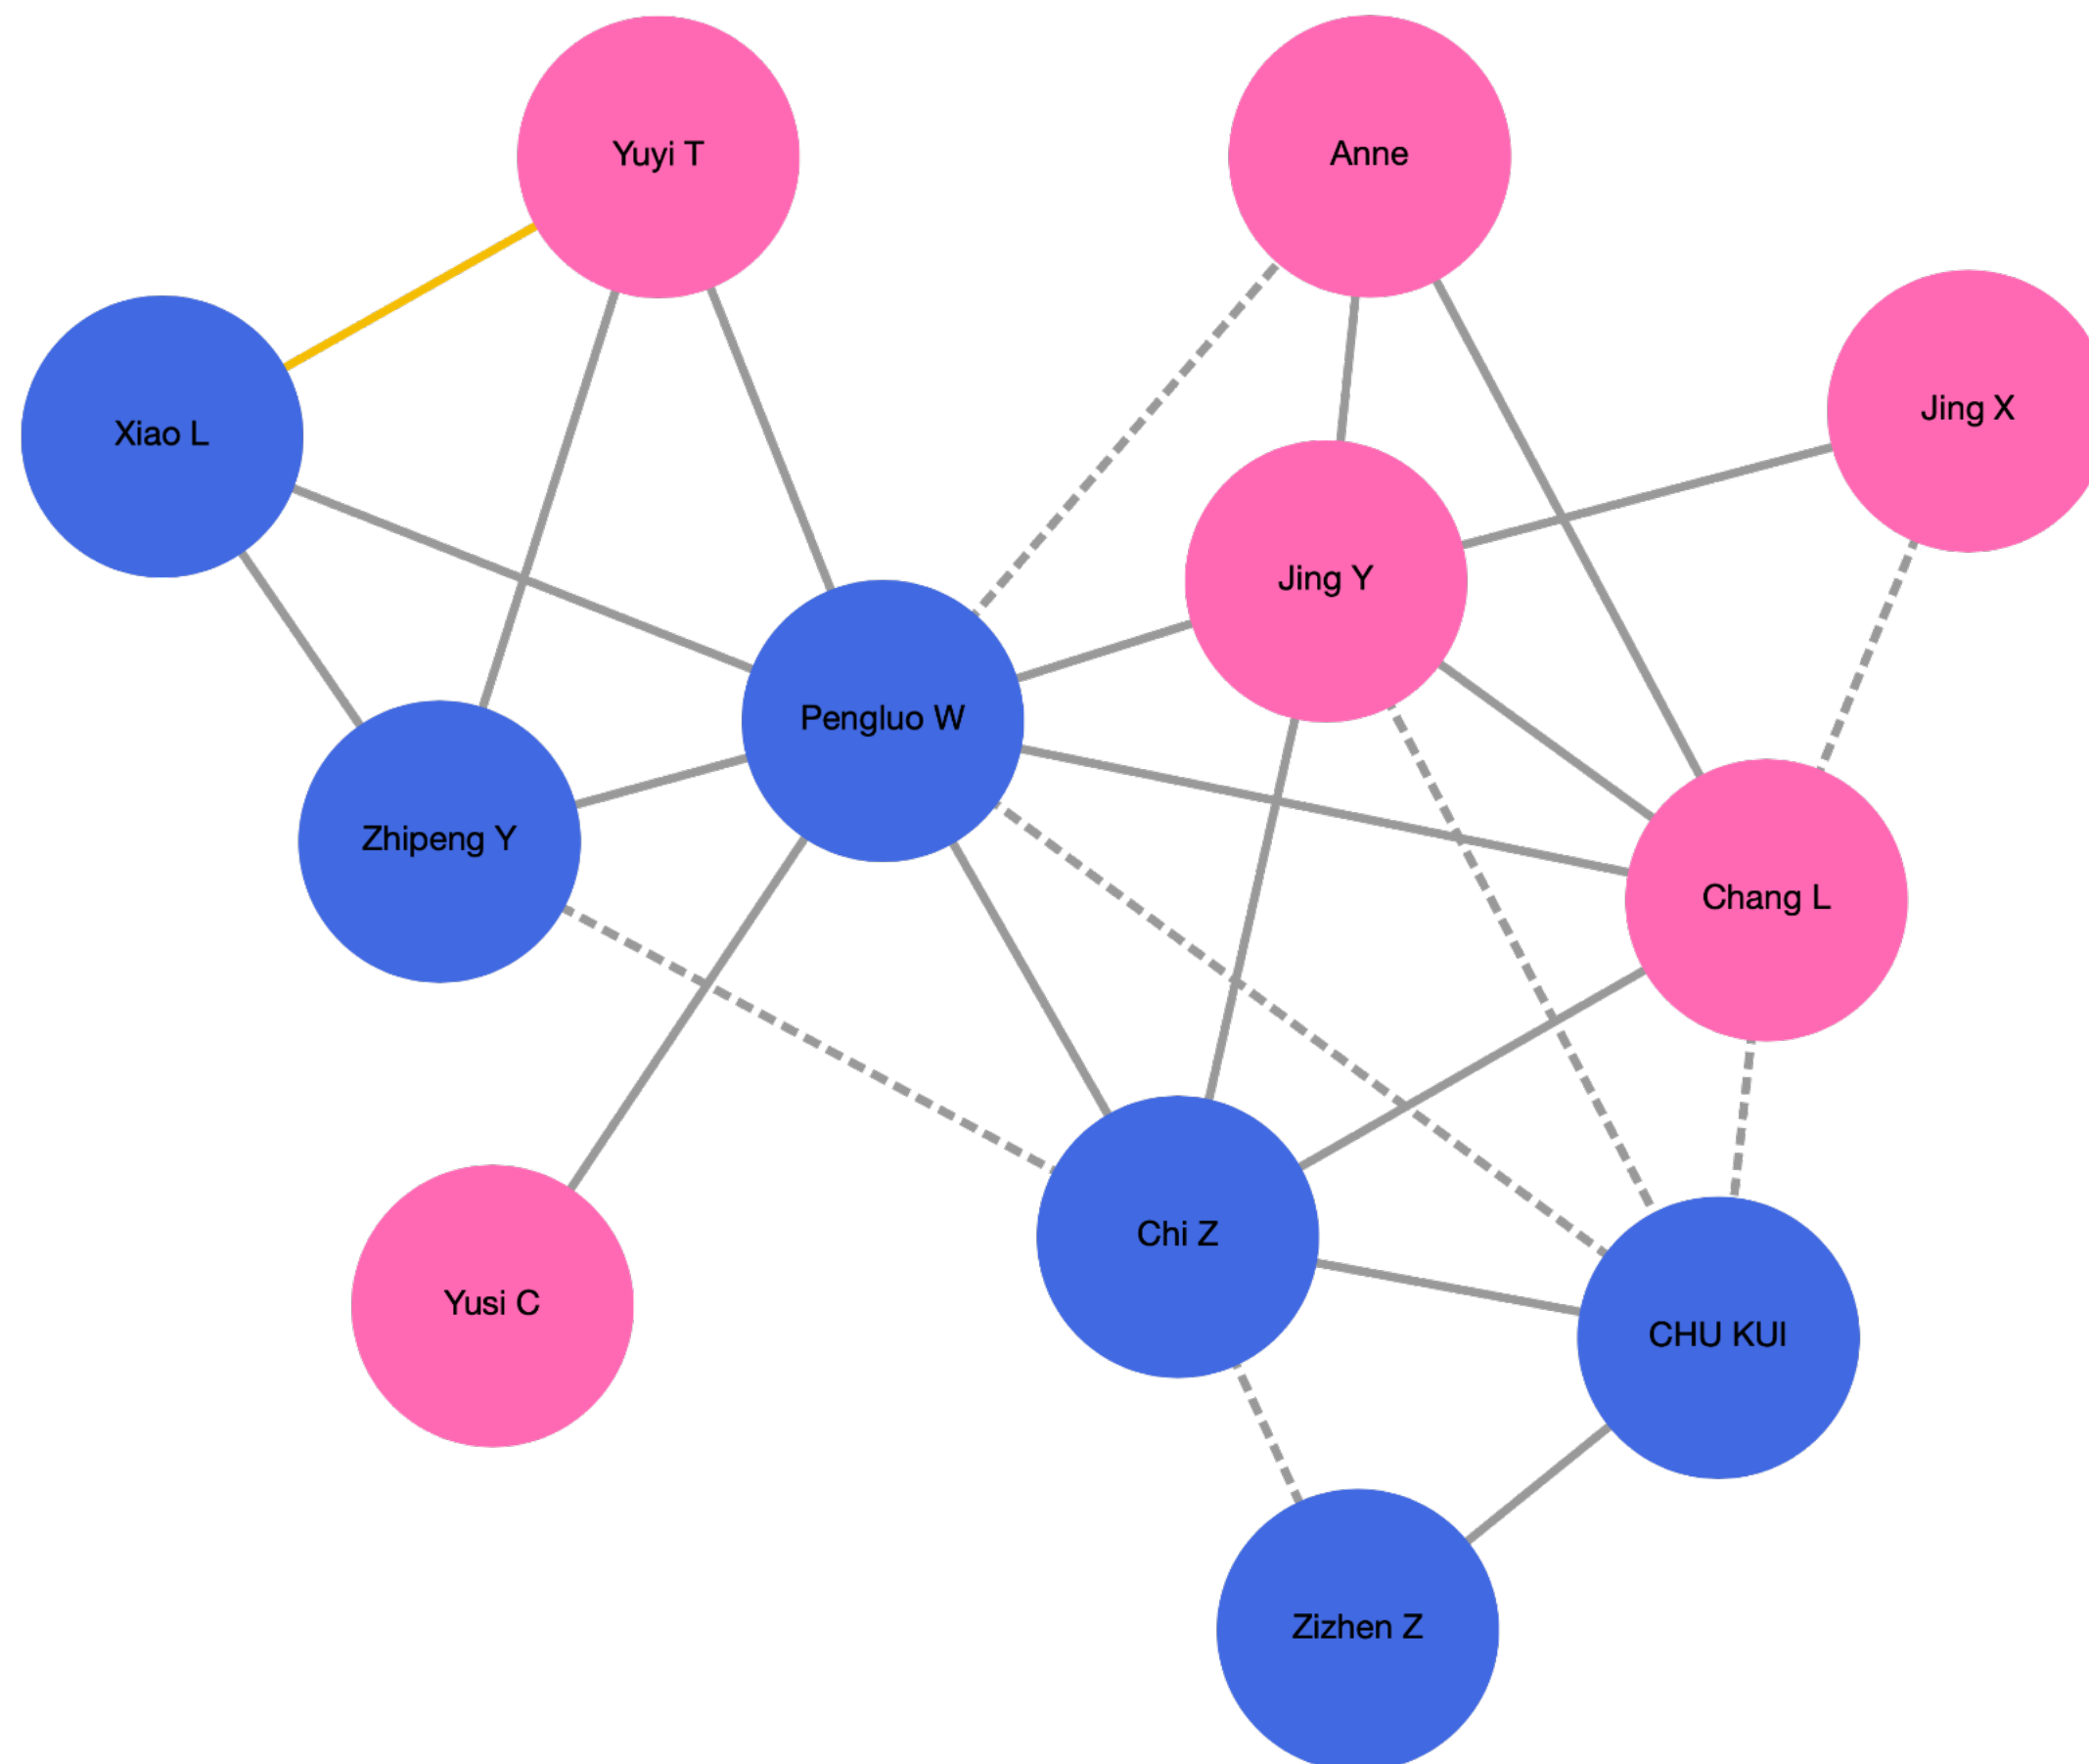 Yuyi T
Anne
Jing X
Xiao L
Jing Y
Pengluo W
Zhipeng Y
Chang L
Chi Z
Yusi C
CHU KUI
Zizhen Z